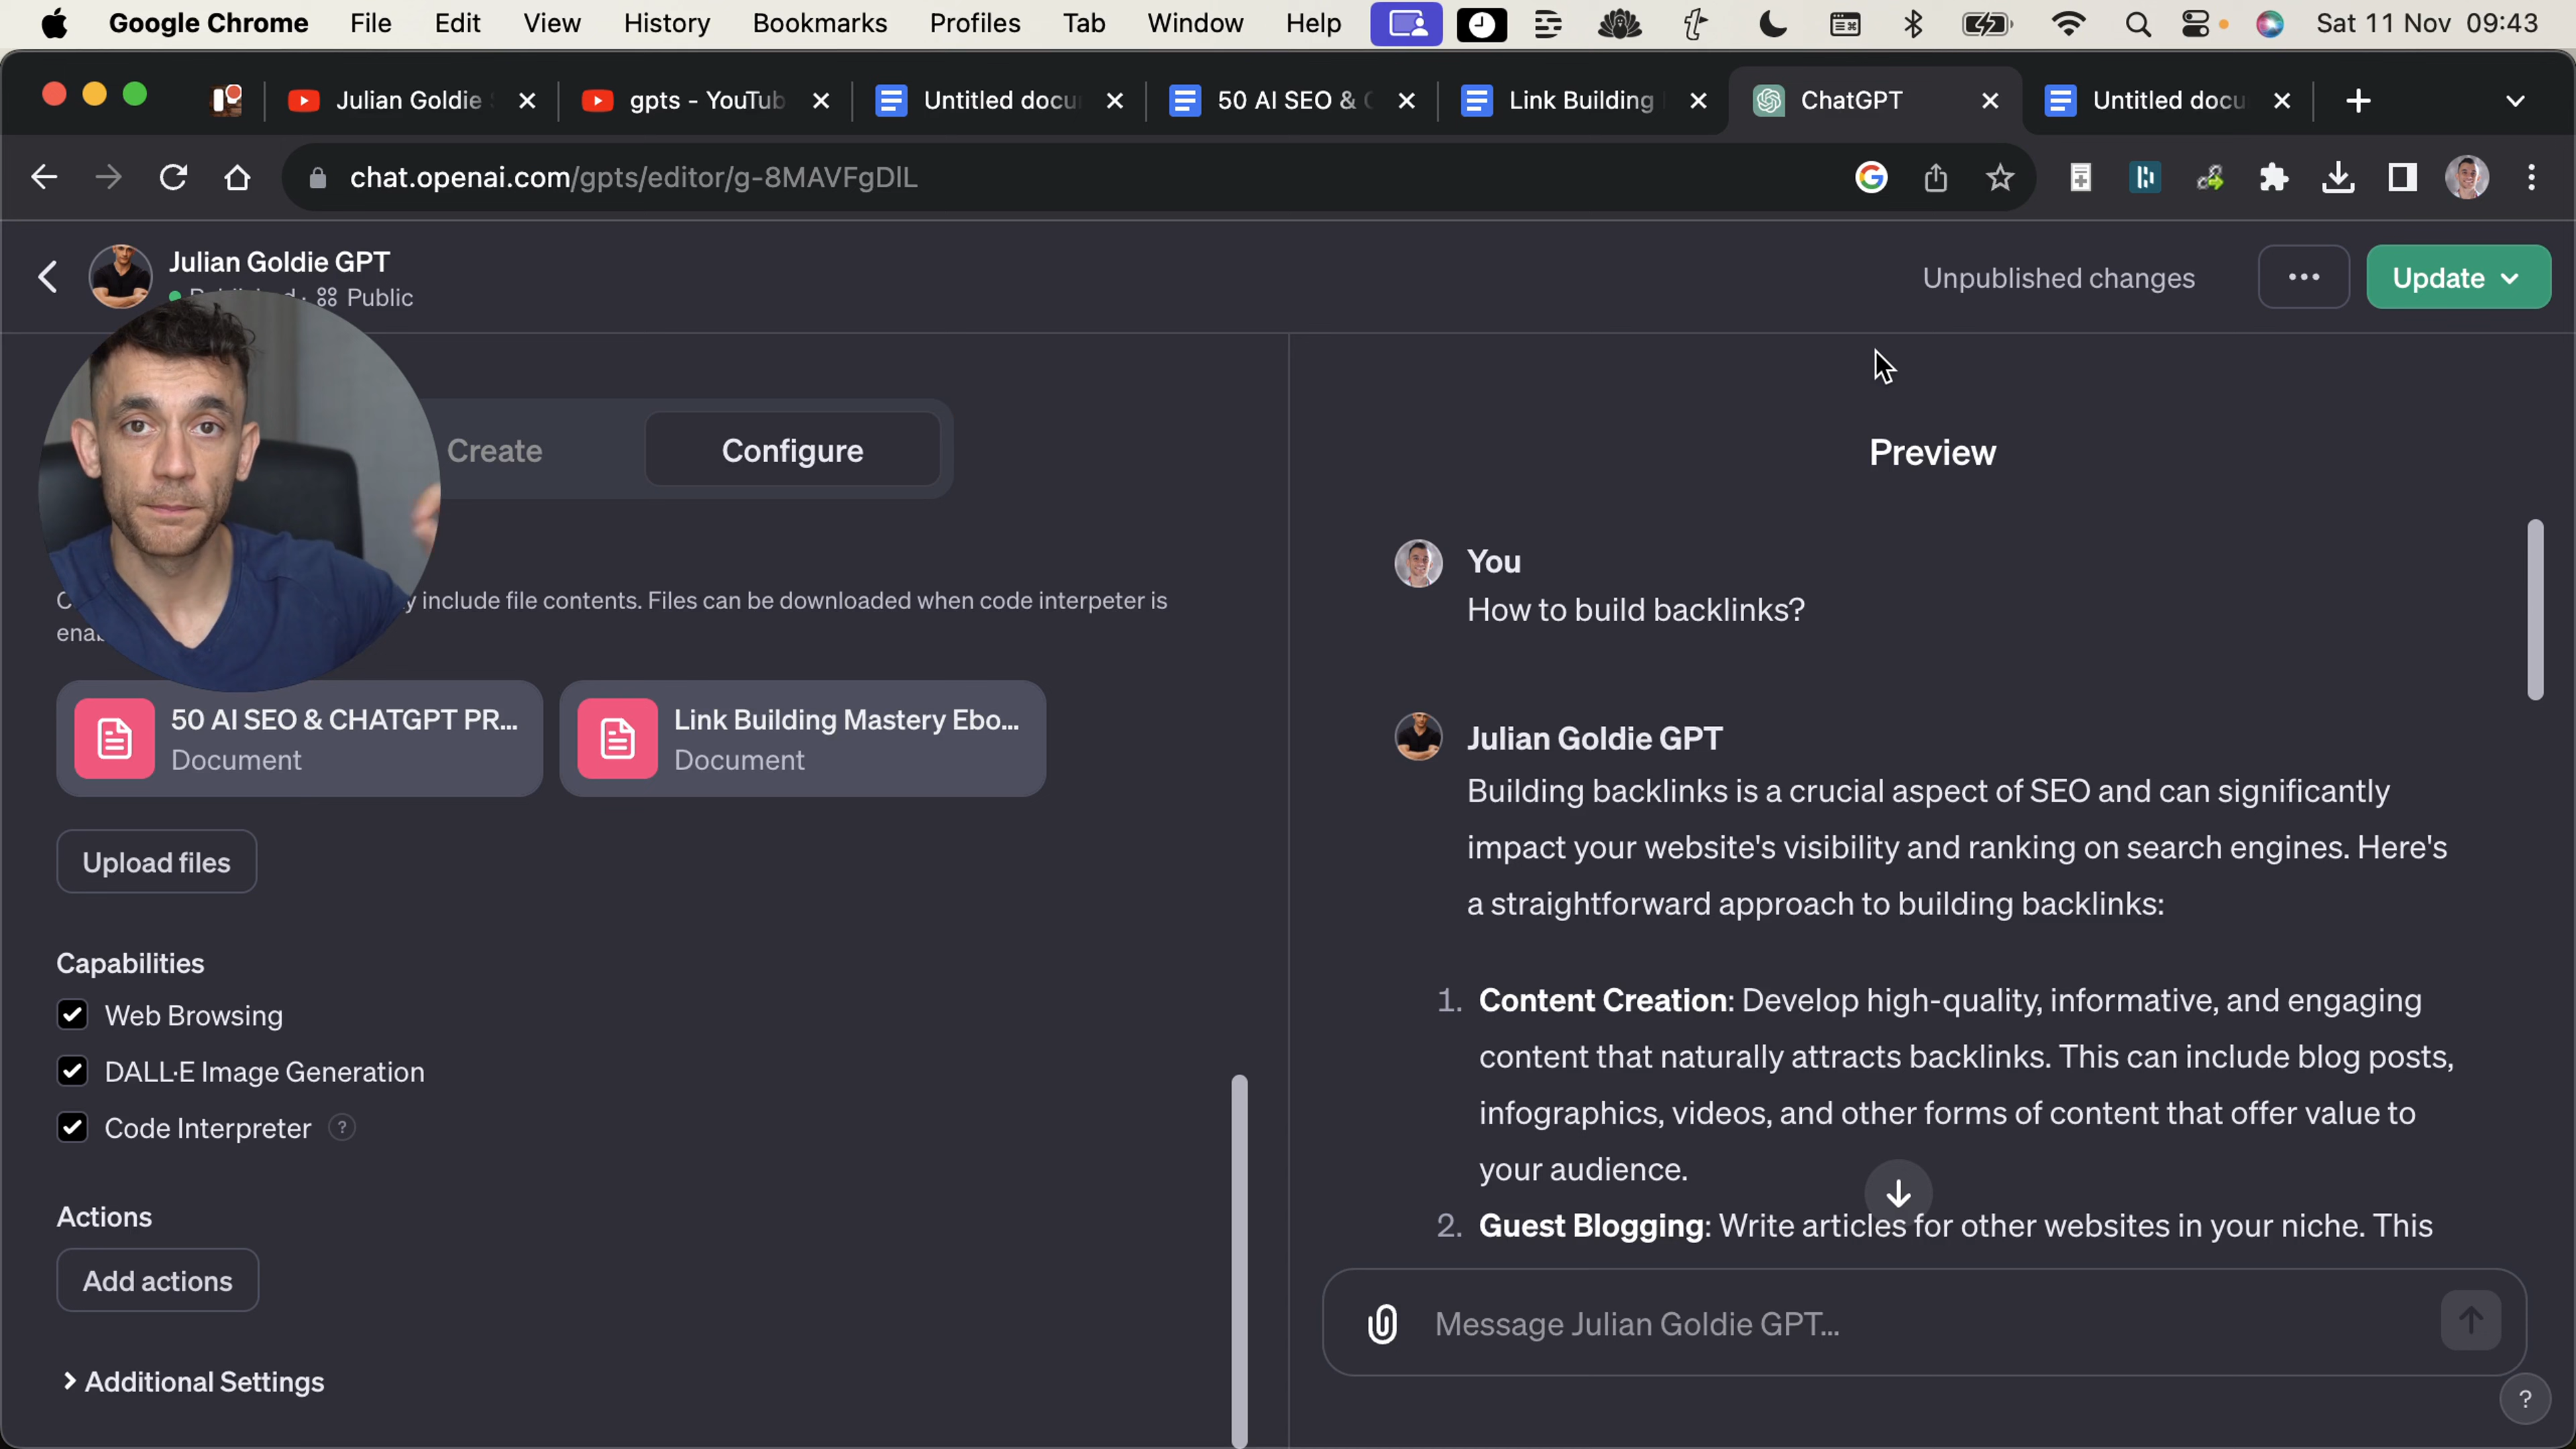 Google Chrome File Edit View History Bookmarks Profiles Tab Window Help Sat 11 Nov 09:43
Julian Goldie gpts - YouTub Untitled docu 50 AI SEO & Link Building ChatGPT Untitled docu
chat.openai.com/gpts/editor/g-8MAVFgDlL
Julian Goldie GPT
Public
Unpublished changes
Update
Create
Configure
include file contents. Files can be downloaded when code interpeter is
50 AI SEO & CHATGPT PR...
Document
Link Building Mastery Ebo...
Document
Upload files
Capabilities
Web Browsing
DALL·E Image Generation
Code Interpreter ?
Actions
Add actions
Additional Settings
Preview
You
How to build backlinks?
Julian Goldie GPT
Building backlinks is a crucial aspect of SEO and can significantly
impact your website's visibility and ranking on search engines. Here's
a straightforward approach to building backlinks:
1. Content Creation: Develop high-quality, informative, and engaging
content that naturally attracts backlinks. This can include blog posts,
infographics, videos, and other forms of content that offer value to
your audience.
2. Guest Blogging: Write articles for other websites in your niche. This
Message Julian Goldie GPT...
?